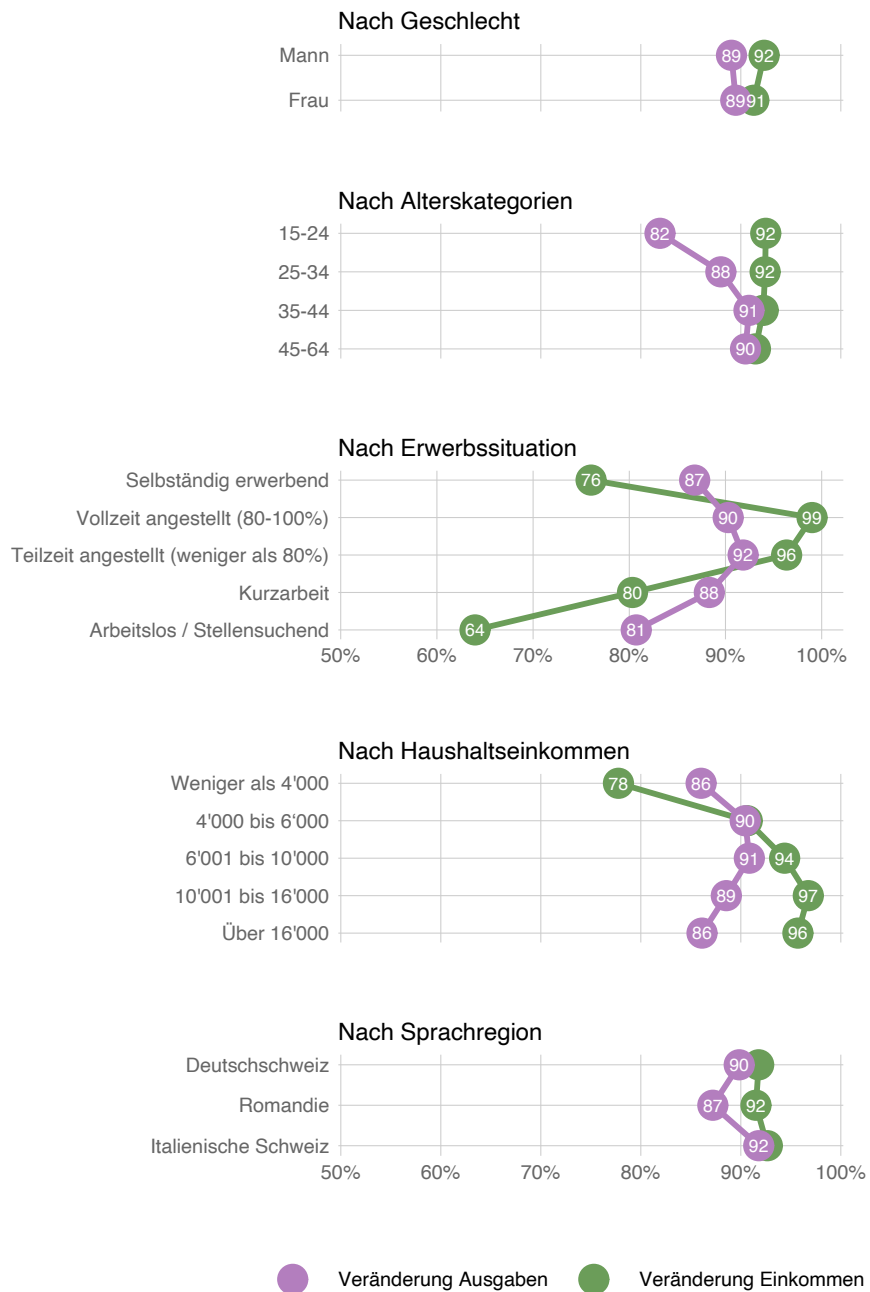 Nach Geschlecht
Mann 89 92
Frau 89 91
Nach Alterskategorien
15-24 82 92
25-34 88 92
35-44 91
45-64 90
Nach Erwerbssituation
Selbständig erwerbend 76 87
Vollzeit angestellt (80-100%) 90 99
Teilzeit angestellt (weniger als 80%) 92 96
Kurzarbeit 80 88
Arbeitslos / Stellensuchend 64 81
50% 60% 70% 80% 90% 100%
Nach Haushaltseinkommen
Weniger als 4'000 78 86
4'000 bis 6‘000 90
6'001 bis 10'000 91 94
10'001 bis 16'000 89 97
Über 16'000 86 96
Nach Sprachregion
Deutschschweiz 90
Romandie 87 92
Italienische Schweiz 92
50% 60% 70% 80% 90% 100%
Veränderung Ausgaben Veränderung Einkommen